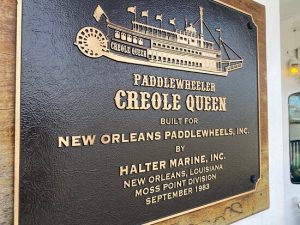 CREOLE QUEEN
PADDLEWHEELER
CREOLE QUEEN
BUILT FOR
NEW ORLEANS PADDLEWHEELS, INC.
BY
HALTER MARINE, INC.
NEW ORLEANS, LOUISIANA
MOSS POINT DIVISION
SEPTEMBER 1983